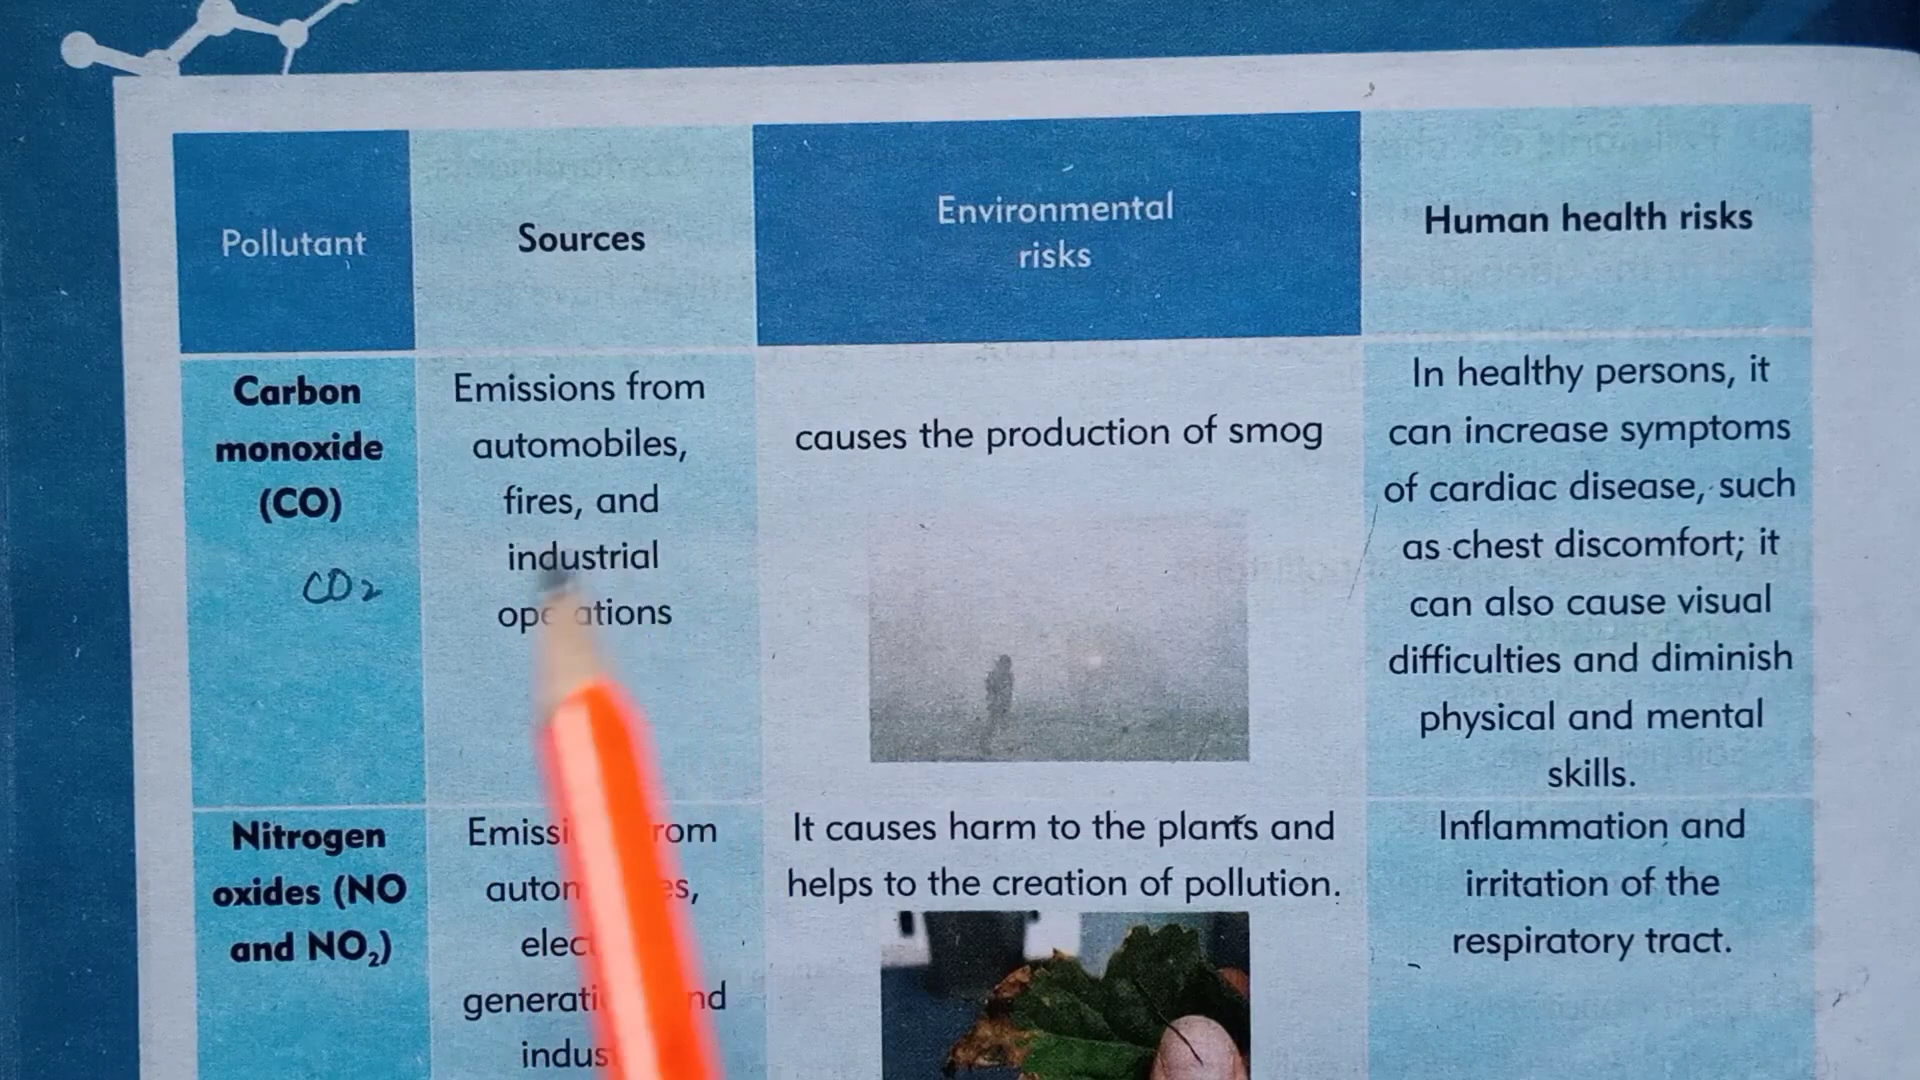 Pollutant
Sources
Environmental
risks
Human health risks
Carbon
monoxide
(CO)
CO2
Emissions from
automobiles,
fires, and
industrial
causes the production of smog
In healthy persons, it
can increase symptoms
of cardiac disease, such
as chest discomfort; it
can also cause visual
difficulties and diminish
physical and mental
skills.
Nitrogen
oxides (NO
and NO₂)
It causes harm to the plants and
helps to the creation of pollution.
Inflammation and
irritation of the
respiratory tract.